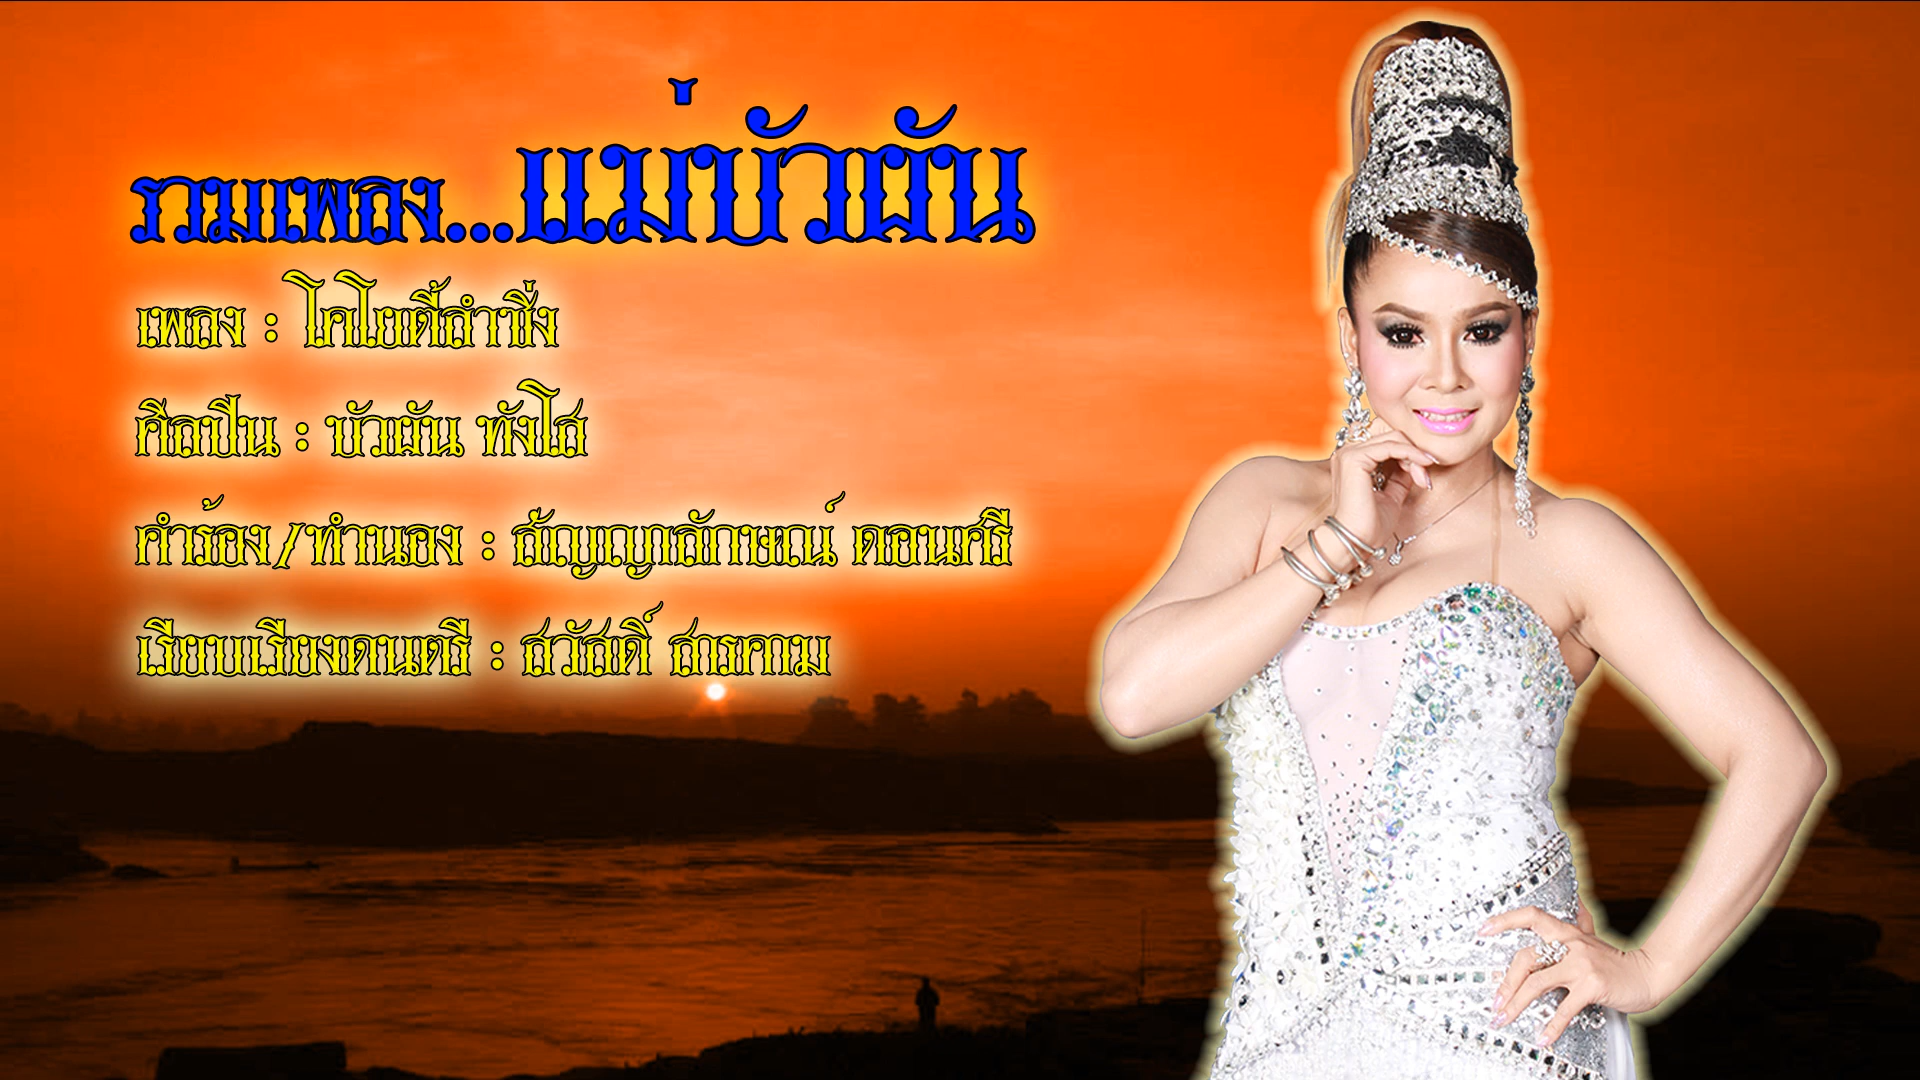 รวมเพลง...แม่บัวผัน
เพลง : โคโยตี้ลำซิ่ง
ศิลปิน : บัวผัน ทังโส
คำร้อง/ทำนอง : สัญญาลักษณ์ ดอนศรี
เรียบเรียงดนตรี : สวัสดิ์ สารคาม